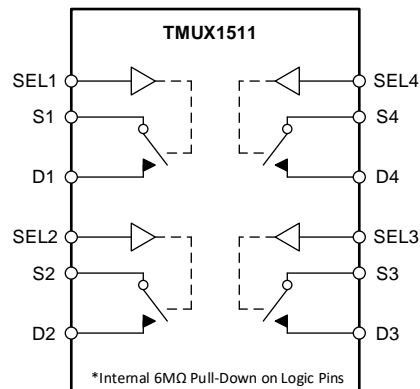 TMUX1511
SEL1
SEL4
S1
S4
D1
D4
SEL2
SEL3
S2
S3
D2
D3
*Internal 6MΩ Pull-Down on Logic Pins